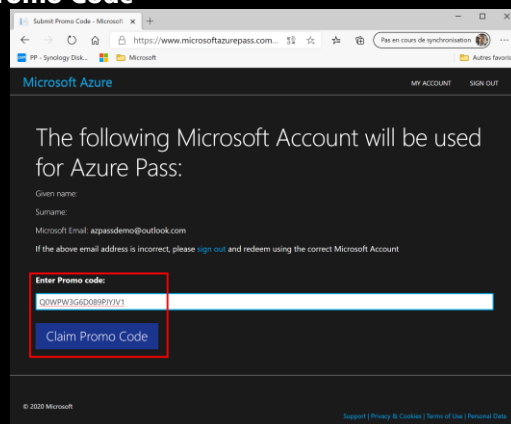 Promo Code
Submit Promo Code - Microsoft
https://www.microsoftazurepass.com...
Pas en cours de synchronisation
PP - Synology Disk...
Microsoft
Autres favoris
Microsoft Azure
MY ACCOUNT
SIGN OUT
The following Microsoft Account will be used
for Azure Pass:
Given name:
Surname:
Microsoft Email: azpassdemo@outlook.com
If the above email address is incorrect, please sign out and redeem using the correct Microsoft Account
Enter Promo code:
Q0WPW3G6D089PJYJV1
Claim Promo Code
© 2020 Microsoft
Support | Privacy & Cookies | Terms of Use | Personal Data